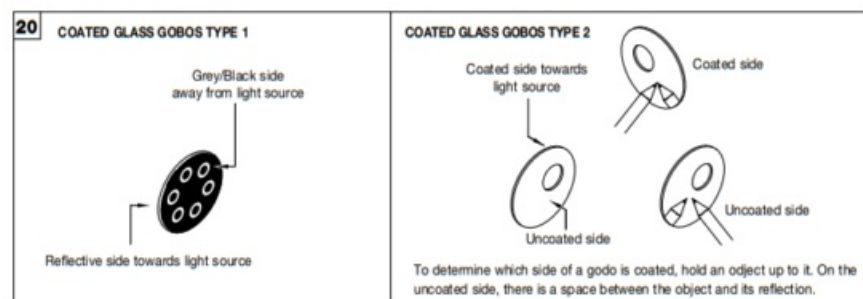 20
COATED GLASS GOBOS TYPE 1
Grey/Black side
away from light source
Reflective side towards light source
COATED GLASS GOBOS TYPE 2
Coated side towards
light source
Coated side
Uncoated side
Uncoated side
To determine which side of a godo is coated, hold an odject up to it. On the
uncoated side, there is a space between the object and its reflection.